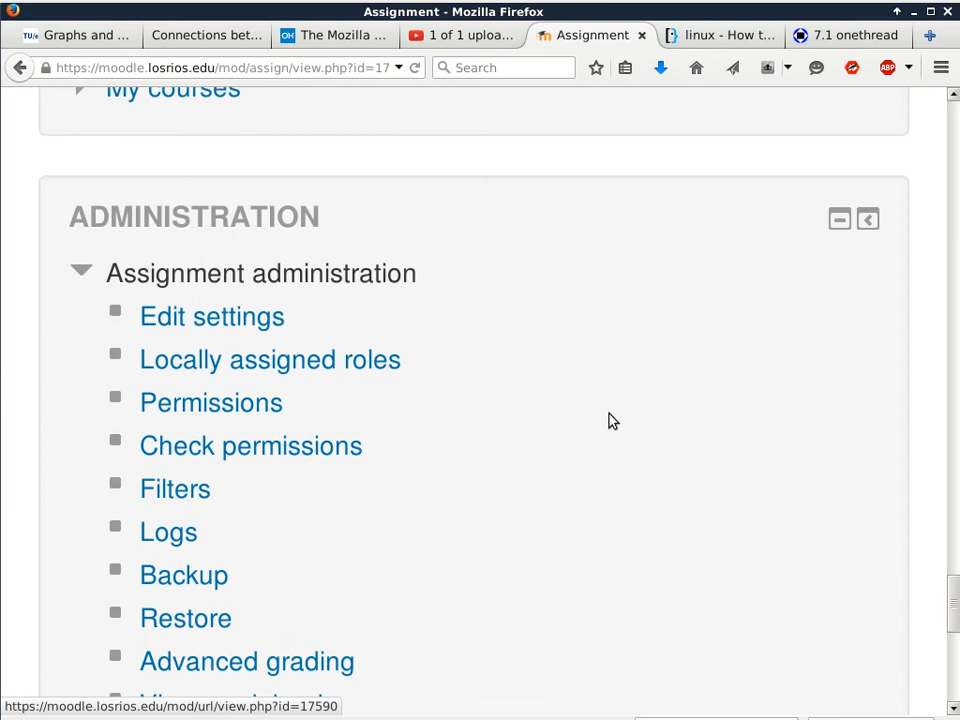 Assignment - Mozilla Firefox
TU/e Graphs and ... Connections bet... OH The Mozilla ... 1 of 1 uploa... Assignment linux - How t... 7.1 onethread
https://moodle.losrios.edu/mod/assign/view.php?id=17 Search ABP
My courses
ADMINISTRATION
Assignment administration
Edit settings
Locally assigned roles
Permissions
Check permissions
Filters
Logs
Backup
Restore
Advanced grading
https://moodle.losrios.edu/mod/url/view.php?id=17590